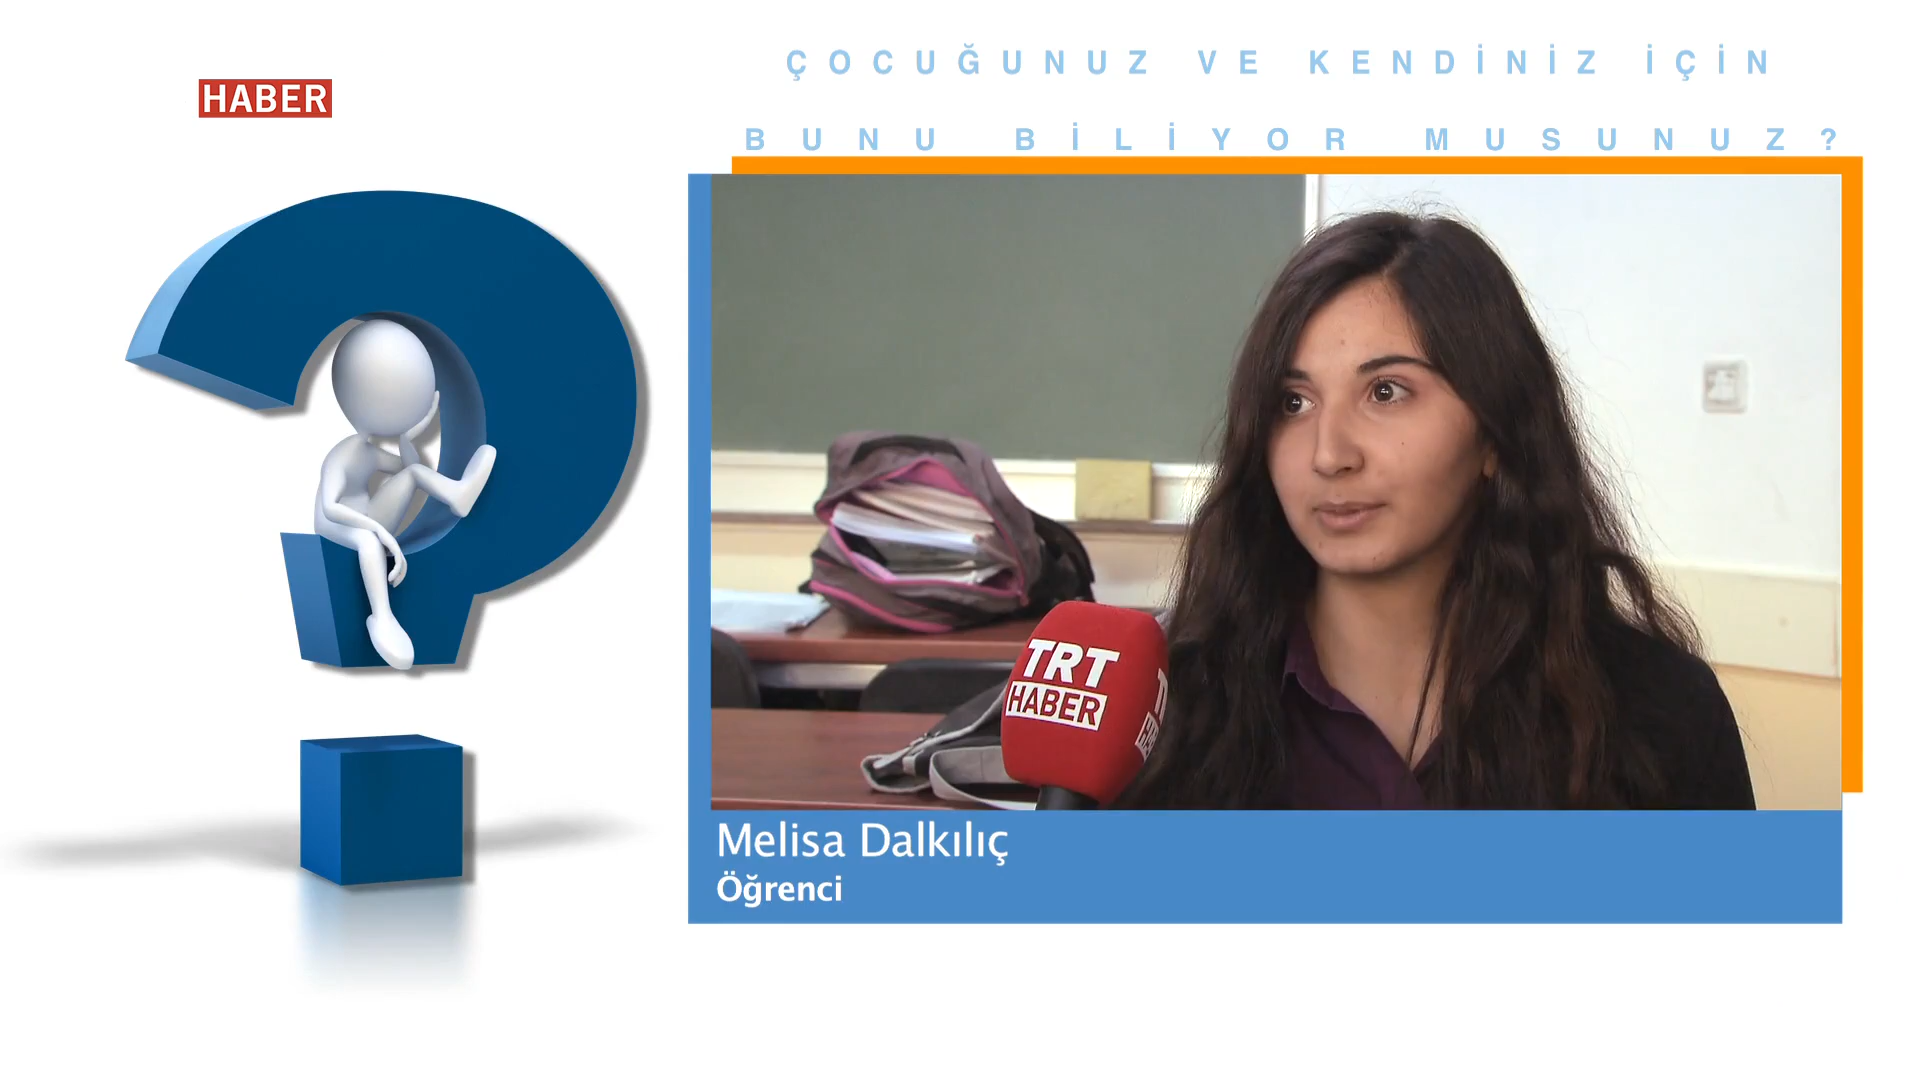 HABER
ÇOCUĞUNUZ VE KENDİNİZ İÇİN
BUNU BİLİYOR MUSUNUZ?
TRT
HABER
Melisa Dalkılıç
Öğrenci